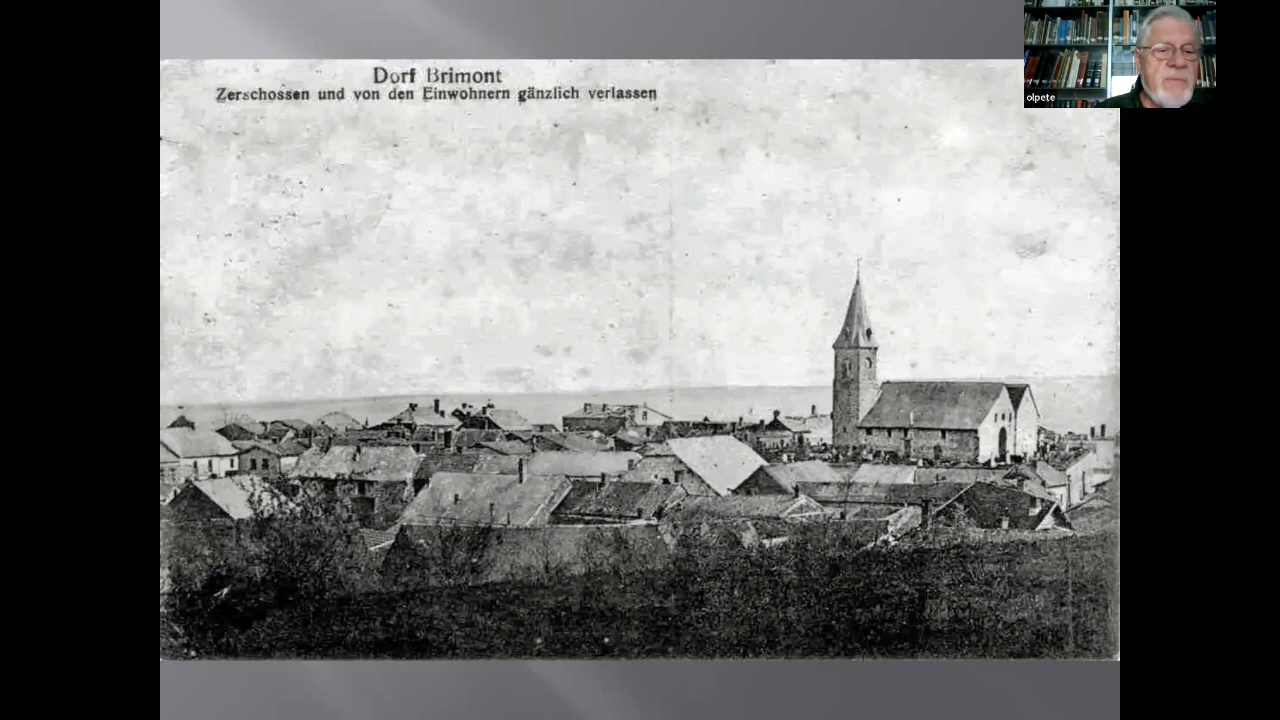 Dorf Brimont
Zerschossen und von den Einwohnern gänzlich verlassen
olpete